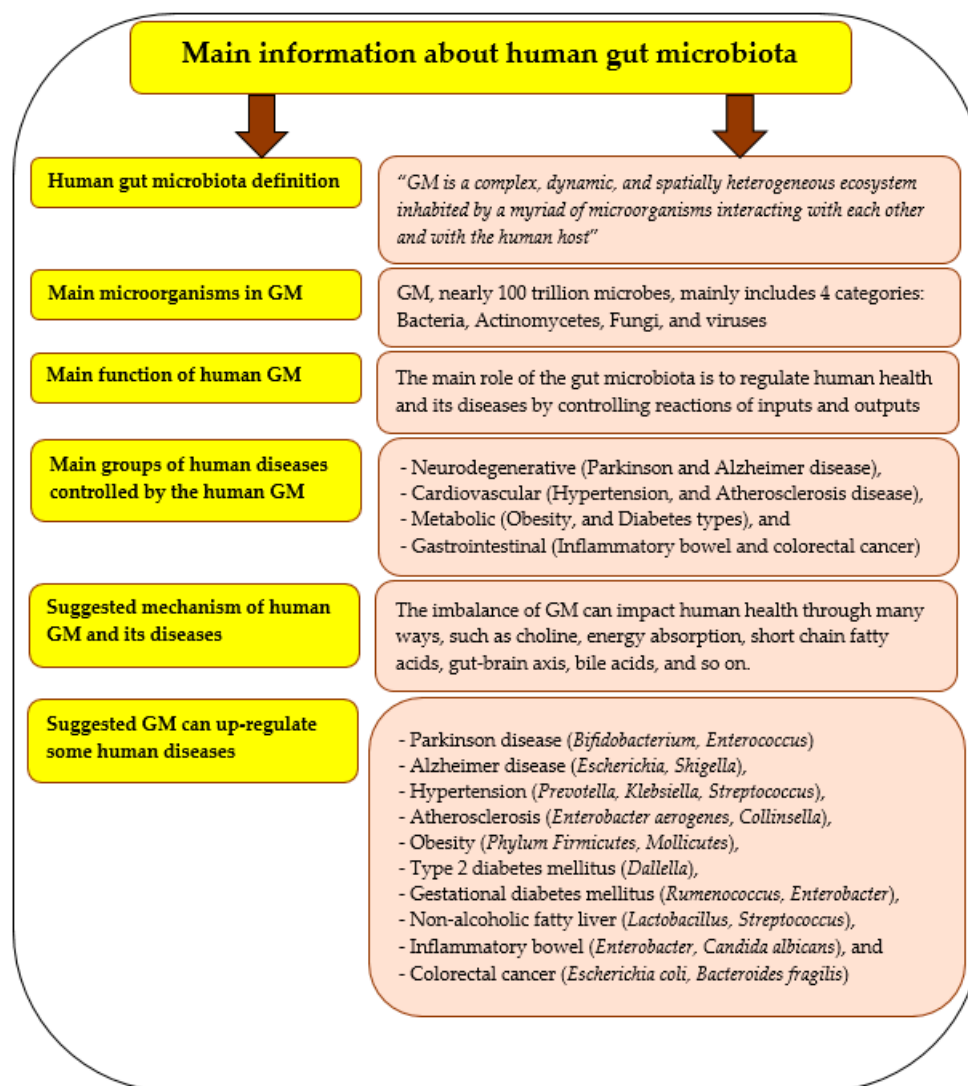 Main information about human gut microbiota
Human gut microbiota definition
“GM is a complex, dynamic, and spatially heterogeneous ecosystem
inhabited by a myriad of microorganisms interacting with each other
and with the human host”
Main microorganisms in GM
GM, nearly 100 trillion microbes, mainly includes 4 categories:
Bacteria, Actinomycetes, Fungi, and viruses
Main function of human GM
The main role of the gut microbiota is to regulate human health
and its diseases by controlling reactions of inputs and outputs
Main groups of human diseases
controlled by the human GM
- Neurodegenerative (Parkinson and Alzheimer disease),
- Cardiovascular (Hypertension, and Atherosclerosis disease),
- Metabolic (Obesity, and Diabetes types), and
- Gastrointestinal (Inflammatory bowel and colorectal cancer)
Suggested mechanism of human
GM and its diseases
The imbalance of GM can impact human health through many
ways, such as choline, energy absorption, short chain fatty
acids, gut-brain axis, bile acids, and so on.
Suggested GM can up-regulate
some human diseases
- Parkinson disease (Bifidobacterium, Enterococcus)
- Alzheimer disease (Escherichia, Shigella),
- Hypertension (Prevotella, Klebsiella, Streptococcus),
- Atherosclerosis (Enterobacter aerogenes, Collinsella),
- Obesity (Phylum Firmicutes, Mollicutes),
- Type 2 diabetes mellitus (Dallella),
- Gestational diabetes mellitus (Rumenococcus, Enterobacter),
- Non-alcoholic fatty liver (Lactobacillus, Streptococcus),
- Inflammatory bowel (Enterobacter, Candida albicans), and
- Colorectal cancer (Escherichia coli, Bacteroides fragilis)